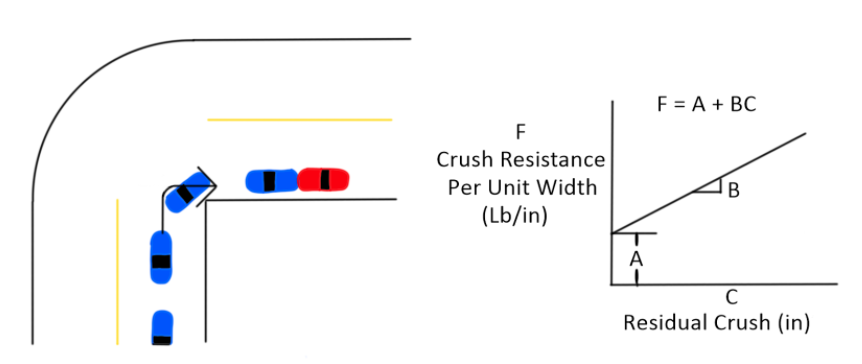 F = A + BC
F
Crush Resistance
Per Unit Width
(Lb/in)
B
A
C
Residual Crush (in)